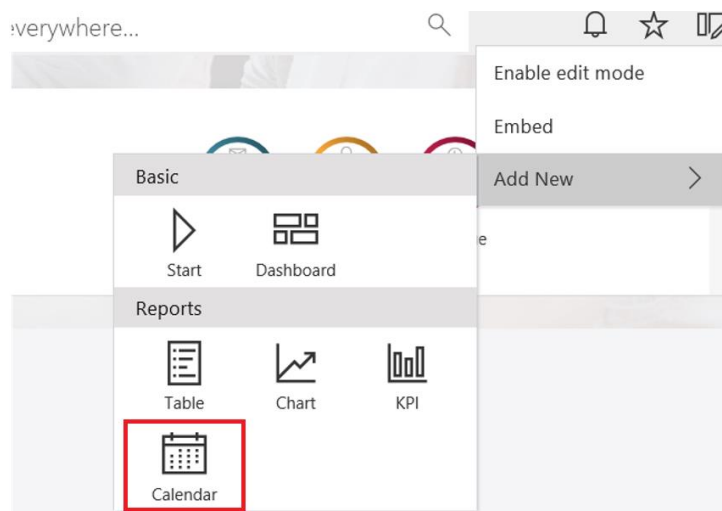 everywhere...
Enable edit mode
Embed
Add New
Basic
Start Dashboard
Reports
Table Chart KPI
Calendar